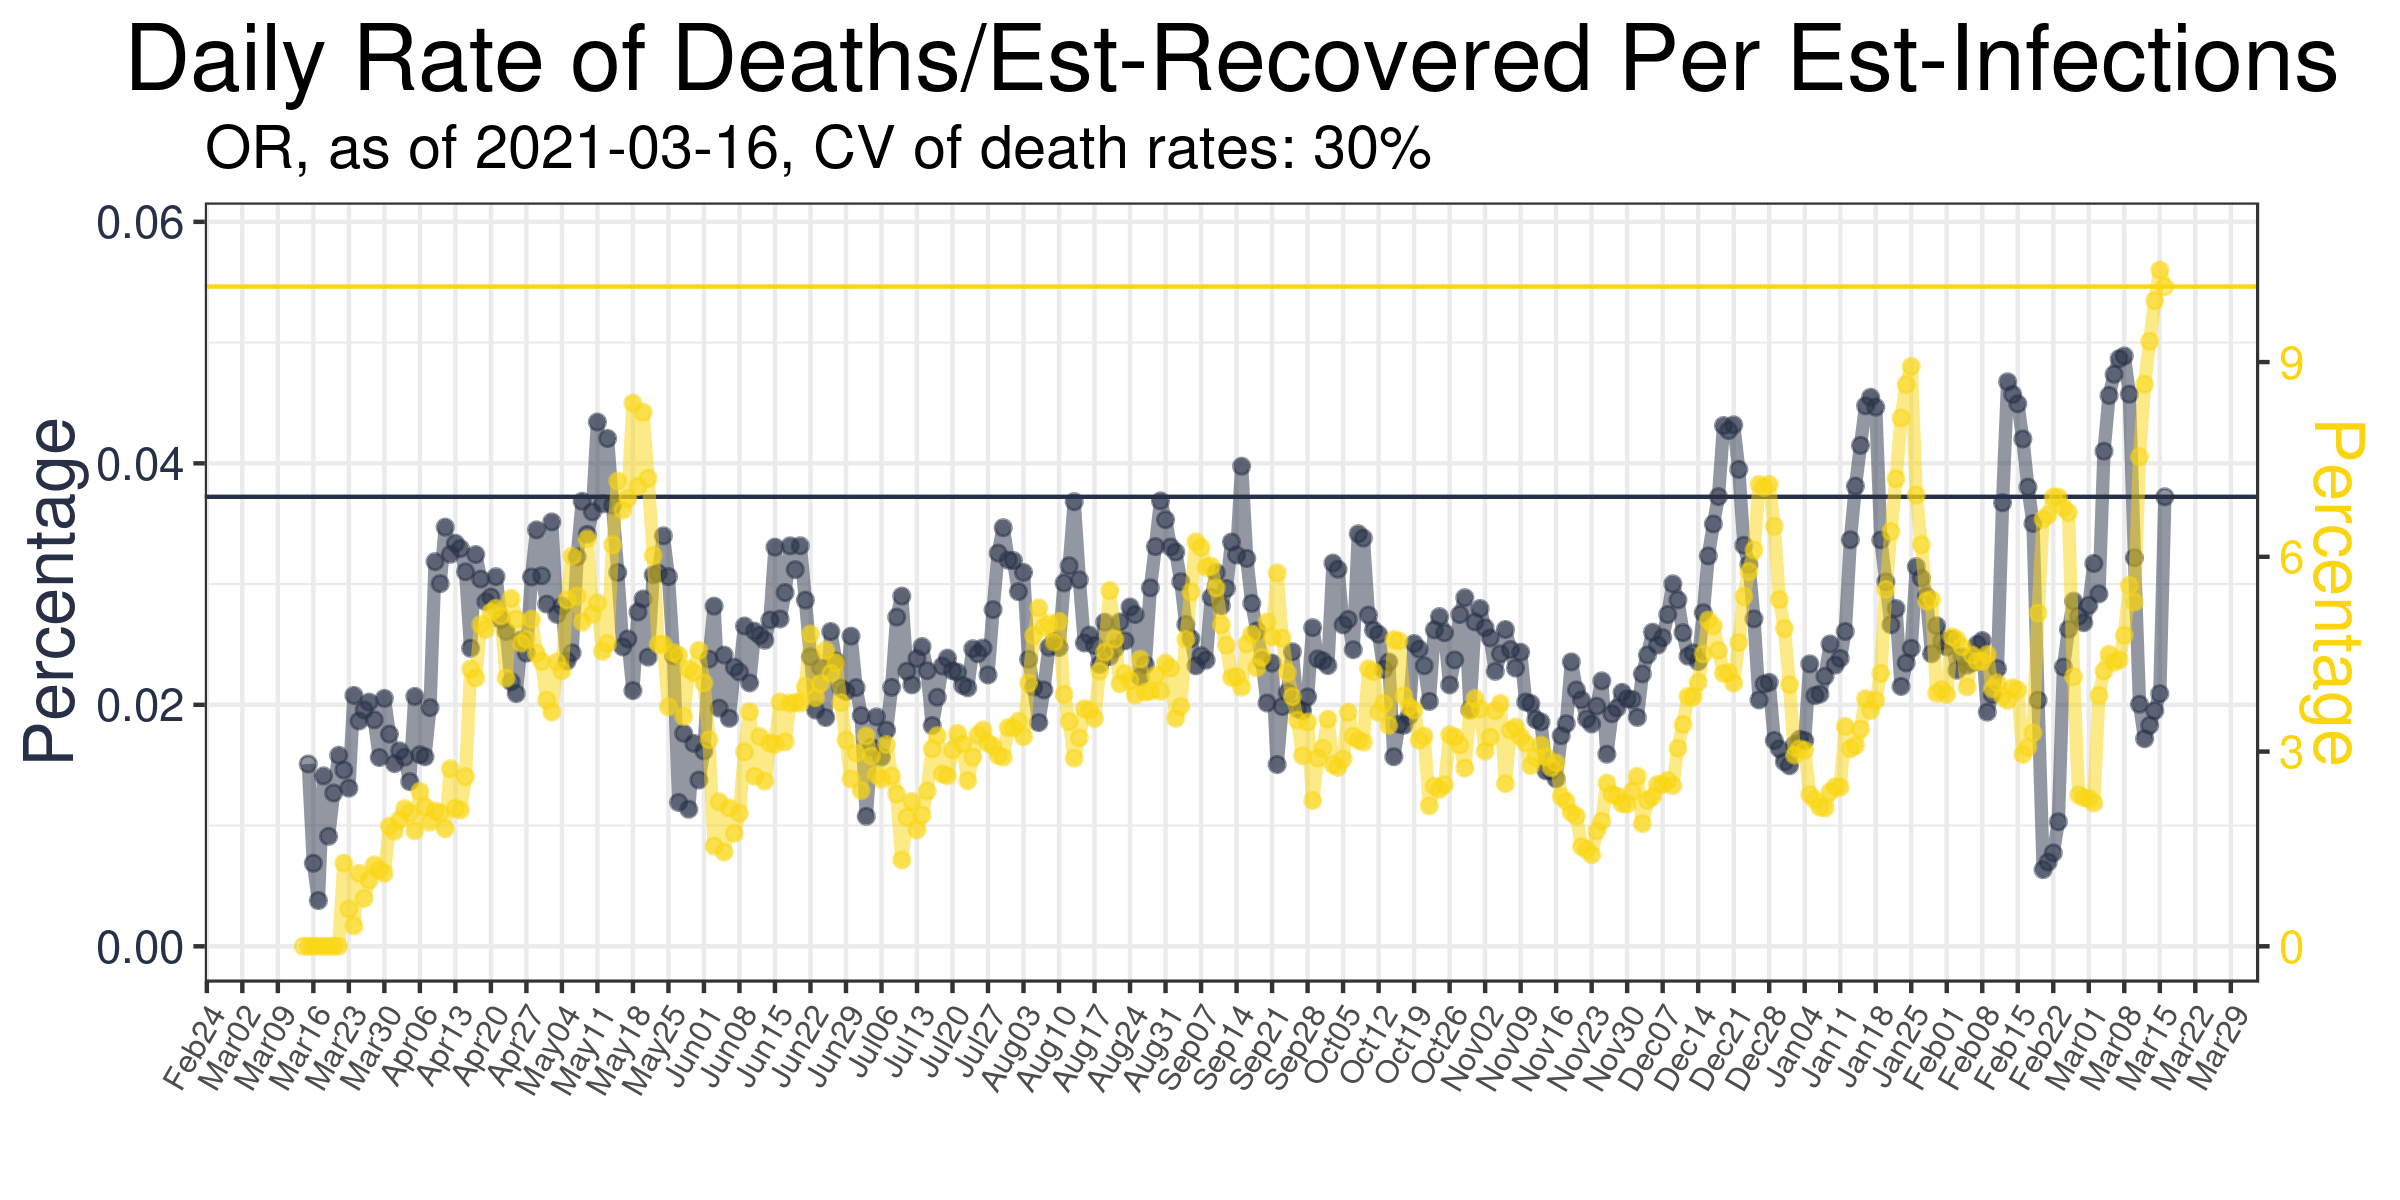 Daily Rate of Deaths/Est-Recovered Per Est-Infections
OR, as of 2021-03-16, CV of death rates: 30%
Percentage
0.06
0.04
0.02
0.00
9
6
3
0
Percentage
Feb24
Mar02
Mar09
Mar16
Mar23
Mar30
Apr06
Apr13
Apr20
Apr27
May04
May11
May18
May25
Jun01
Jun08
Jun15
Jun22
Jun29
Jul06
Jul13
Jul20
Jul27
Aug03
Aug10
Aug17
Aug24
Aug31
Sep07
Sep14
Sep21
Sep28
Oct05
Oct12
Oct19
Oct26
Nov02
Nov09
Nov16
Nov23
Nov30
Dec07
Dec14
Dec21
Dec28
Jan04
Jan11
Jan18
Jan25
Feb01
Feb08
Feb15
Feb22
Mar01
Mar08
Mar15
Mar22
Mar29